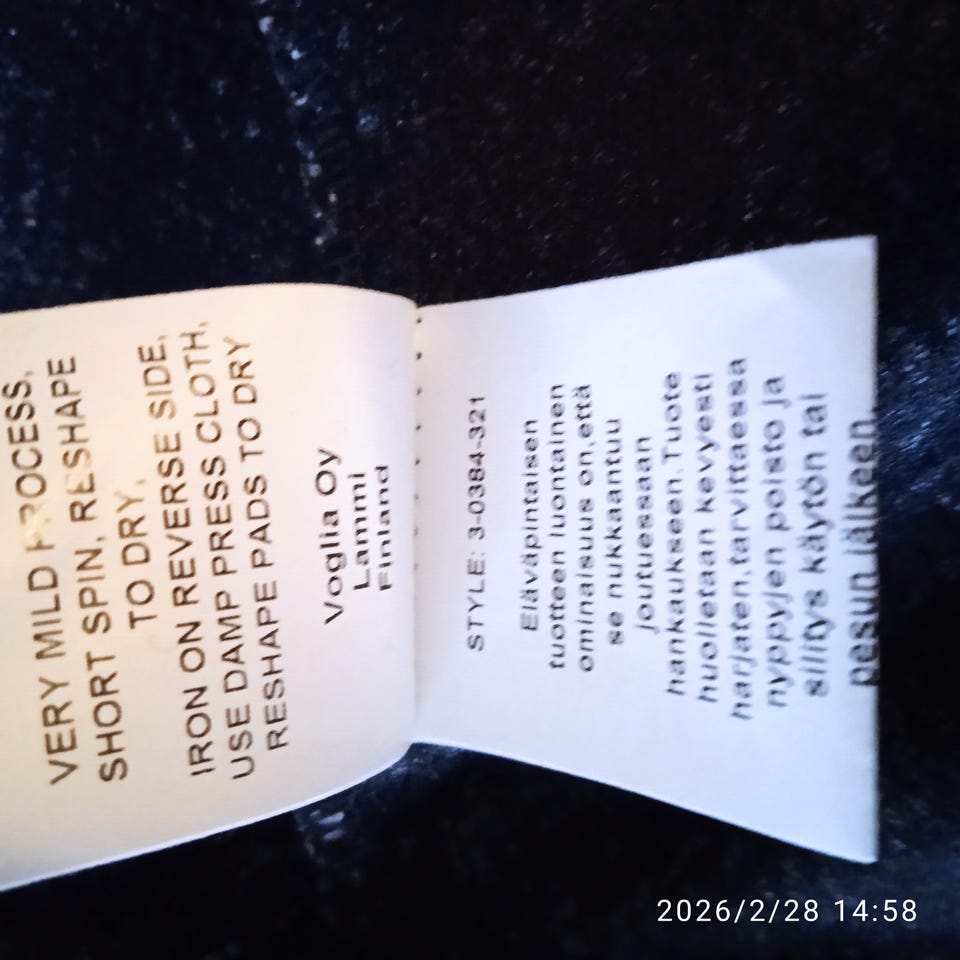 VERY MILD PROCESS,
SHORT SPIN, RESHAPE
TO DRY,
IRON ON REVERSE SIDE,
USE DAMP PRESS CLOTH,
RESHAPE PADS TO DRY
Voglia Oy
Lammi
Finland
STYLE: 3-0384-321
Eläväpintaisen
tuotteen luontainen
ominaisuus on,että
se nukkaantuu
joutuessaan
hankaukseen.Tuote
huolletaan kevyesti
harjaten,tarvittaessa
nyppyjen poisto ja
silitys käytön tai
pesun jälkeen.
2026/2/28 14:58